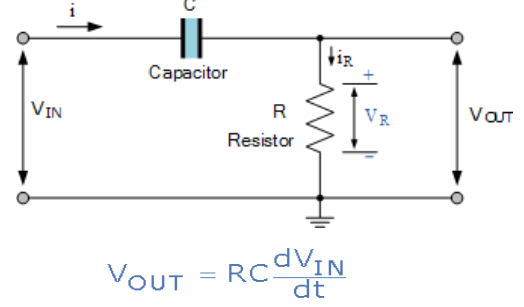 i
C
Capacitor
iR
+
VIN
R
VR
VOUT
Resistor
−
VOUT = RC dVIN/dt